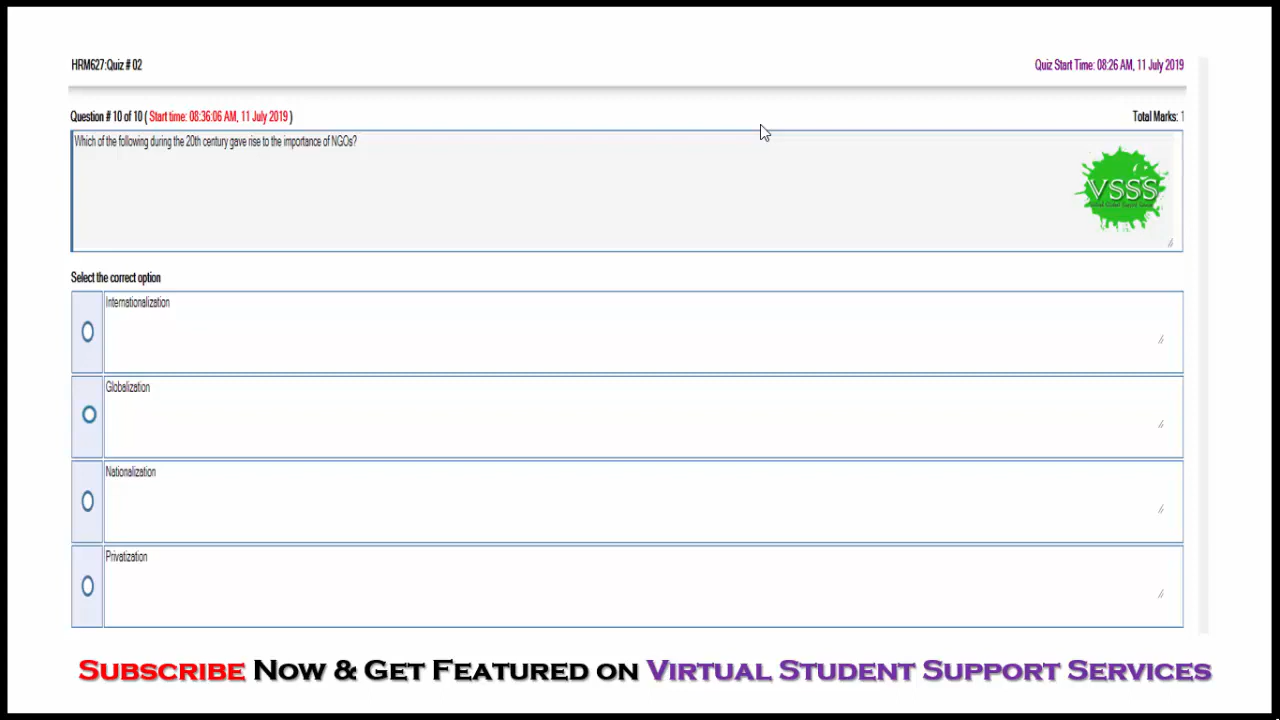 HRM627:Quiz # 02
Quiz Start Time: 08:26 AM, 11 July 2019
Question # 10 of 10 ( Start time: 08:36:06 AM, 11 July 2019 )
Total Marks: 1
Which of the following during the 20th century gave rise to the importance of NGOs?
VSSS
Select the correct option
Internationalization
Globalization
Nationalization
Privatization
SUBSCRIBE NOW & GET FEATURED ON VIRTUAL STUDENT SUPPORT SERVICES